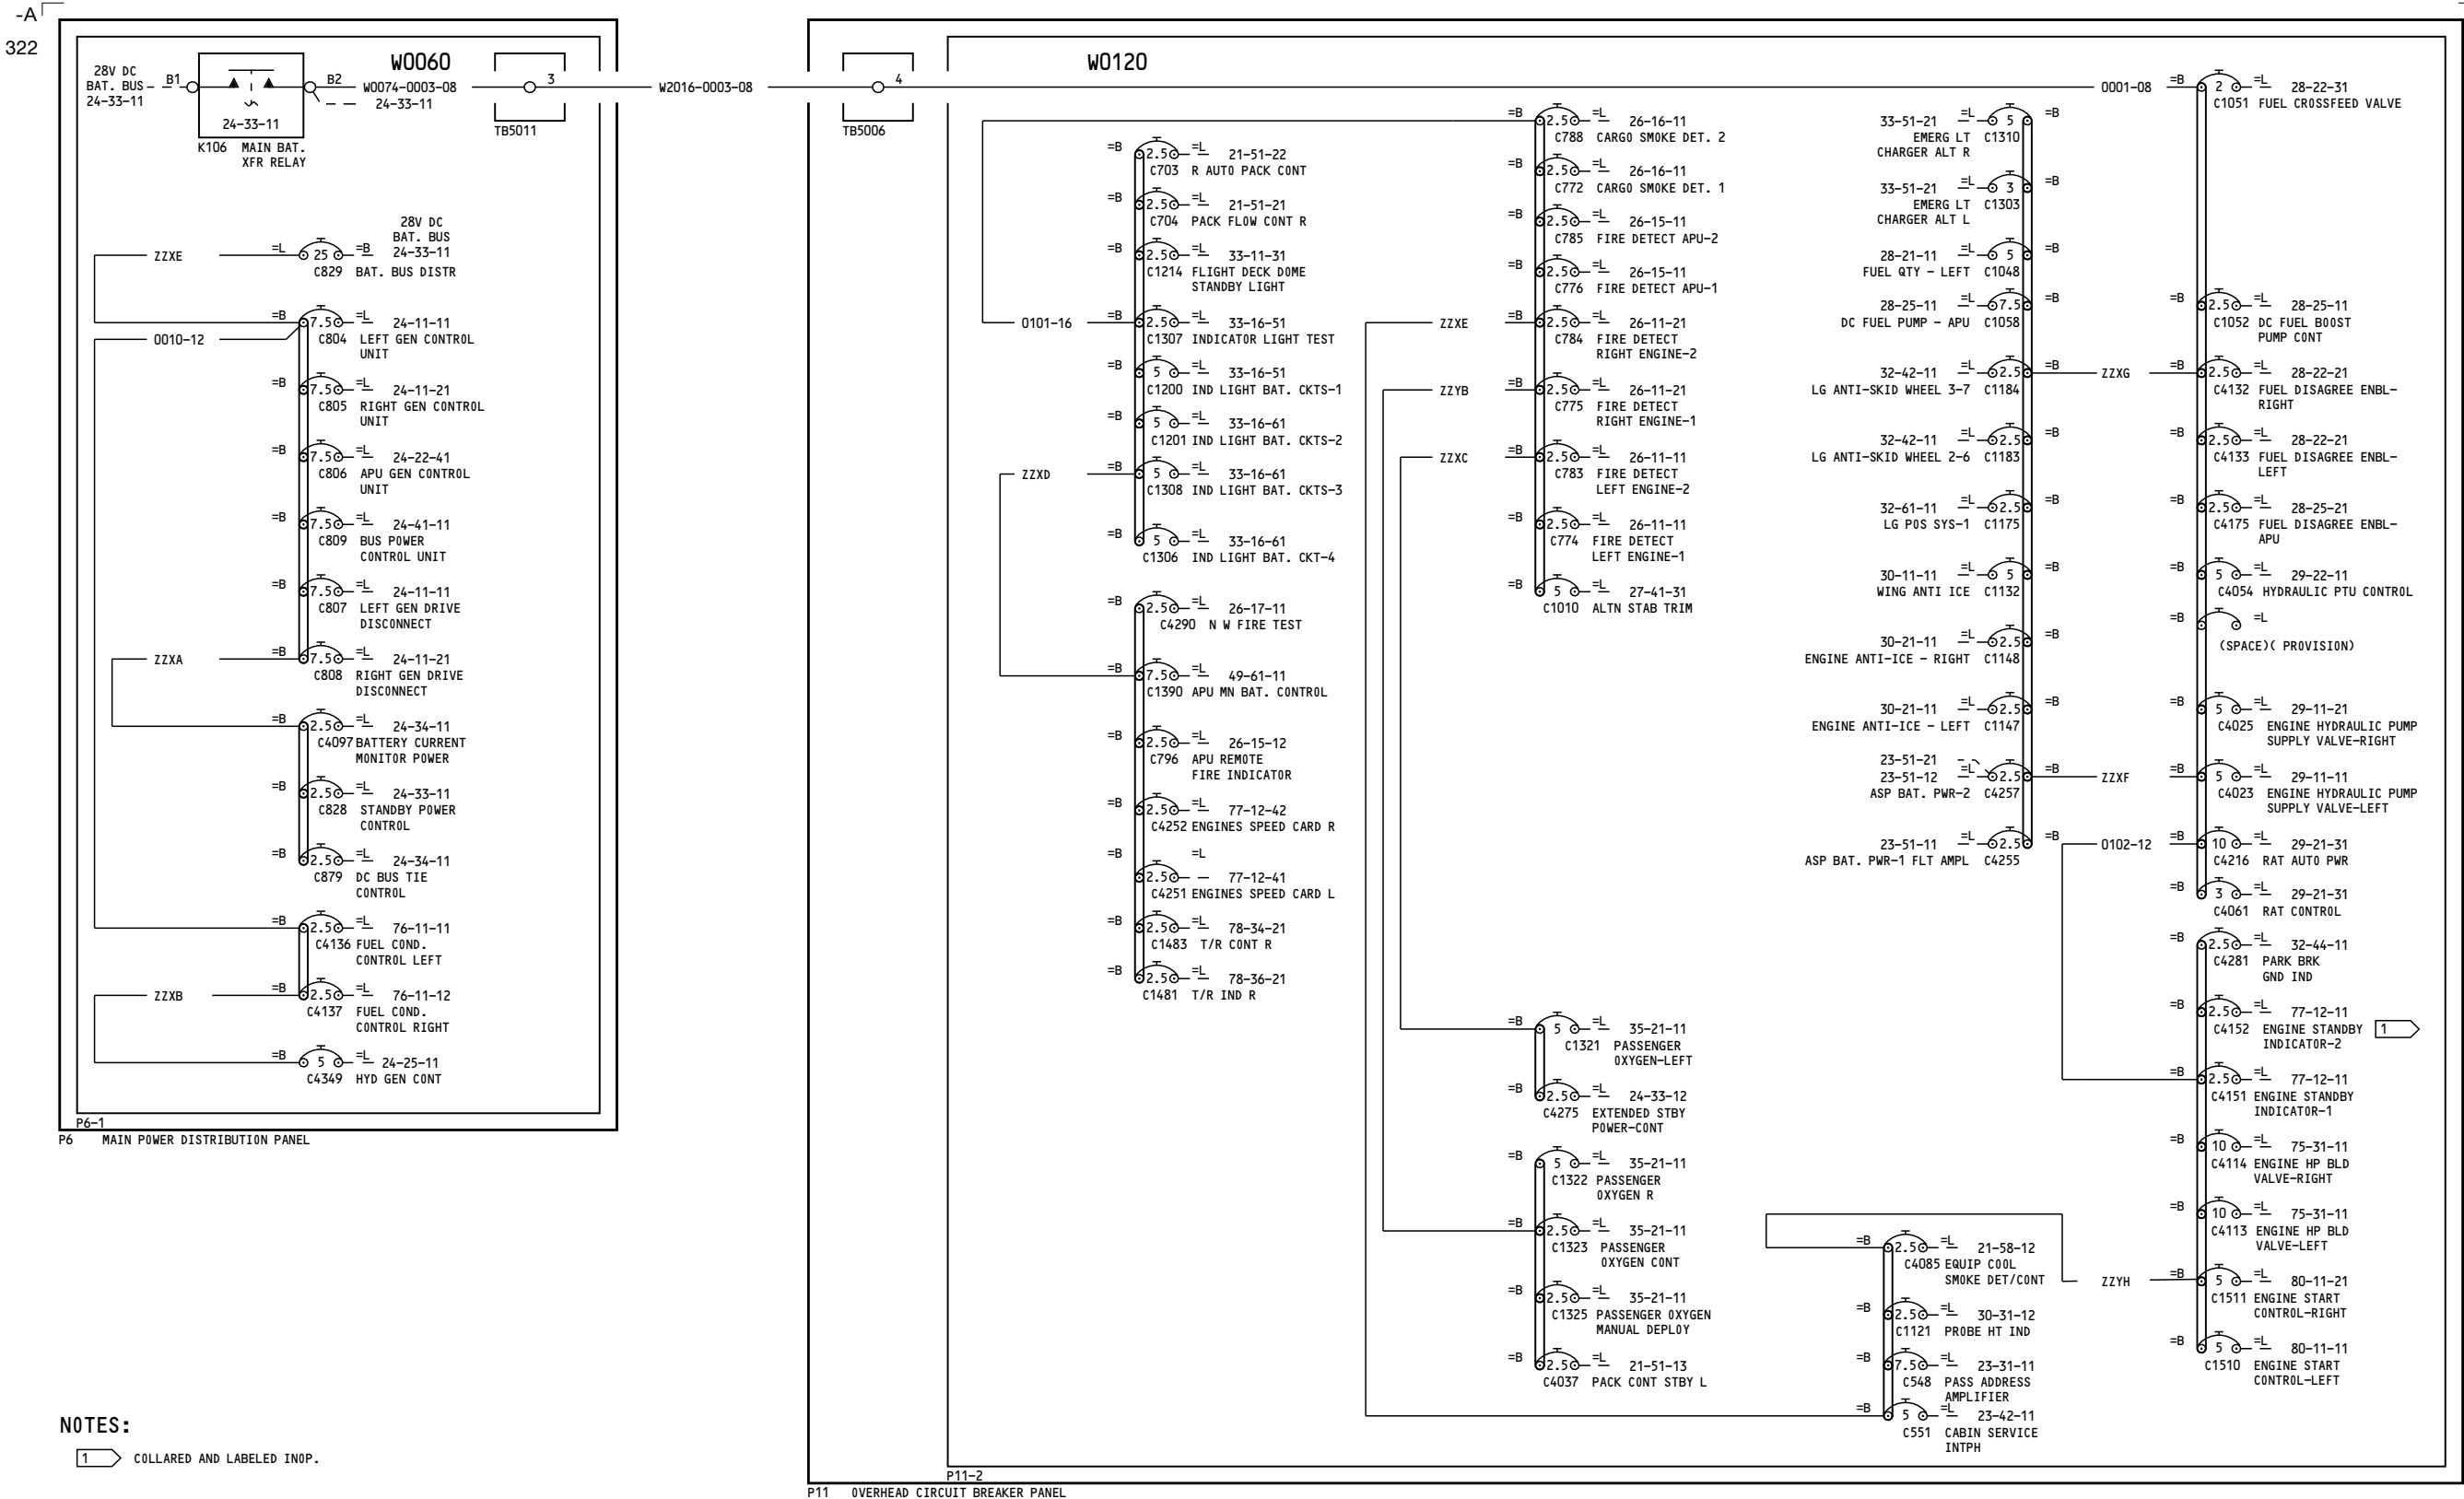 -A
322
28V DC
BAT. BUS
24-33-11
B1
24-33-11
K106 MAIN BAT.
XFR RELAY
B2
W0060
W0074-0003-08
24-33-11
3
TB5011
W2016-0003-08
4
TB5006
W0120
0001-08
28V DC
BAT. BUS
24-33-11
ZZXE
=L 25 =B
C829 BAT. BUS DISTR
=B 7.5 =L 24-11-11
C804 LEFT GEN CONTROL
UNIT
0010-12
=B 7.5 =L 24-11-21
C805 RIGHT GEN CONTROL
UNIT
=B 7.5 =L 24-22-41
C806 APU GEN CONTROL
UNIT
=B 7.5 =L 24-41-11
C809 BUS POWER
CONTROL UNIT
=B 7.5 =L 24-11-11
C807 LEFT GEN DRIVE
DISCONNECT
ZZXA
=B 7.5 =L 24-11-21
C808 RIGHT GEN DRIVE
DISCONNECT
=B 2.5 =L 24-34-11
C4097 BATTERY CURRENT
MONITOR POWER
=B 2.5 =L 24-33-11
C828 STANDBY POWER
CONTROL
=B 2.5 =L 24-34-11
C879 DC BUS TIE
CONTROL
=B 2.5 =L 76-11-11
C4136 FUEL COND.
CONTROL LEFT
ZZXB
=B 2.5 =L 76-11-12
C4137 FUEL COND.
CONTROL RIGHT
=B 5 =L 24-25-11
C4349 HYD GEN CONT
P6-1
P6 MAIN POWER DISTRIBUTION PANEL
=B 2.5 =L 21-51-22
C703 R AUTO PACK CONT
=B 2.5 =L 21-51-21
C704 PACK FLOW CONT R
=B 2.5 =L 33-11-31
C1214 FLIGHT DECK DOME
STANDBY LIGHT
0101-16
=B 2.5 =L 33-16-51
C1307 INDICATOR LIGHT TEST
=B 5 =L 33-16-51
C1200 IND LIGHT BAT. CKTS-1
=B 5 =L 33-16-61
C1201 IND LIGHT BAT. CKTS-2
ZZXD
=B 5 =L 33-16-61
C1308 IND LIGHT BAT. CKTS-3
=B 5 =L 33-16-61
C1306 IND LIGHT BAT. CKT-4
=B 2.5 =L 26-17-11
C4290 N W FIRE TEST
=B 7.5 =L 49-61-11
C1390 APU MN BAT. CONTROL
=B 2.5 =L 26-15-12
C796 APU REMOTE
FIRE INDICATOR
=B 2.5 =L 77-12-42
C4252 ENGINES SPEED CARD R
=B 2.5 =L 77-12-41
C4251 ENGINES SPEED CARD L
=B 2.5 =L 78-34-21
C1483 T/R CONT R
=B 2.5 =L 78-36-21
C1481 T/R IND R
=B 2.5 =L 26-16-11
C788 CARGO SMOKE DET. 2
=B 2.5 =L 26-16-11
C772 CARGO SMOKE DET. 1
=B 2.5 =L 26-15-11
C785 FIRE DETECT APU-2
=B 2.5 =L 26-15-11
C776 FIRE DETECT APU-1
ZZXE
=B 2.5 =L 26-11-21
C784 FIRE DETECT
RIGHT ENGINE-2
ZZYB
=B 2.5 =L 26-11-21
C775 FIRE DETECT
RIGHT ENGINE-1
ZZXC
=B 2.5 =L 26-11-11
C783 FIRE DETECT
LEFT ENGINE-2
=B 2.5 =L 26-11-11
C774 FIRE DETECT
LEFT ENGINE-1
=B 5 =L 27-41-31
C1010 ALTN STAB TRIM
=B 5 =L 35-21-11
C1321 PASSENGER
OXYGEN-LEFT
=B 2.5 =L 24-33-12
C4275 EXTENDED STBY
POWER-CONT
=B 5 =L 35-21-11
C1322 PASSENGER
OXYGEN R
=B 2.5 =L 35-21-11
C1323 PASSENGER
OXYGEN CONT
=B 2.5 =L 35-21-11
C1325 PASSENGER OXYGEN
MANUAL DEPLOY
=B 2.5 =L 21-51-13
C4037 PACK CONT STBY L
33-51-21 =L 5 =B
EMERG LT C1310
CHARGER ALT R
33-51-21 =L 3 =B
EMERG LT C1303
CHARGER ALT L
28-21-11 =L 5 =B
FUEL QTY - LEFT C1048
28-25-11 =L 7.5 =B
DC FUEL PUMP - APU C1058
32-42-11 =L 2.5 =B
LG ANTI-SKID WHEEL 3-7 C1184
ZZXG
32-42-11 =L 2.5 =B
LG ANTI-SKID WHEEL 2-6 C1183
32-61-11 =L 2.5 =B
LG POS SYS-1 C1175
30-11-11 =L 5 =B
WING ANTI ICE C1132
30-21-11 =L 2.5 =B
ENGINE ANTI-ICE - RIGHT C1148
30-21-11 =L 2.5 =B
ENGINE ANTI-ICE - LEFT C1147
23-51-21
23-51-12 =L 2.5 =B
ASP BAT. PWR-2 C4257
ZZXF
23-51-11 =L 2.5 =B
ASP BAT. PWR-1 FLT AMPL C4255
0102-12
=B 2.5 =L 21-58-12
C4085 EQUIP COOL
SMOKE DET/CONT
ZZYH
=B 2.5 =L 30-31-12
C1121 PROBE HT IND
=B 7.5 =L 23-31-11
C548 PASS ADDRESS
AMPLIFIER
=B 5 =L 23-42-11
C551 CABIN SERVICE
INTPH
=B 2 =L 28-22-31
C1051 FUEL CROSSFEED VALVE
=B 2.5 =L 28-25-11
C1052 DC FUEL BOOST
PUMP CONT
=B 2.5 =L 28-22-21
C4132 FUEL DISAGREE ENBL-
RIGHT
=B 2.5 =L 28-22-21
C4133 FUEL DISAGREE ENBL-
LEFT
=B 2.5 =L 28-25-21
C4175 FUEL DISAGREE ENBL-
APU
=B 5 =L 29-22-11
C4054 HYDRAULIC PTU CONTROL
=B =L
(SPACE)( PROVISION)
=B 5 =L 29-11-21
C4025 ENGINE HYDRAULIC PUMP
SUPPLY VALVE-RIGHT
=B 5 =L 29-11-11
C4023 ENGINE HYDRAULIC PUMP
SUPPLY VALVE-LEFT
=B 10 =L 29-21-31
C4216 RAT AUTO PWR
=B 3 =L 29-21-31
C4061 RAT CONTROL
=B 2.5 =L 32-44-11
C4281 PARK BRK
GND IND
=B 2.5 =L 77-12-11
C4152 ENGINE STANDBY 1
INDICATOR-2
=B 2.5 =L 77-12-11
C4151 ENGINE STANDBY
INDICATOR-1
=B 10 =L 75-31-11
C4114 ENGINE HP BLD
VALVE-RIGHT
=B 10 =L 75-31-11
C4113 ENGINE HP BLD
VALVE-LEFT
=B 5 =L 80-11-21
C1511 ENGINE START
CONTROL-RIGHT
=B 5 =L 80-11-11
C1510 ENGINE START
CONTROL-LEFT
P11-2
P11 OVERHEAD CIRCUIT BREAKER PANEL
NOTES:
1 COLLARED AND LABELED INOP.